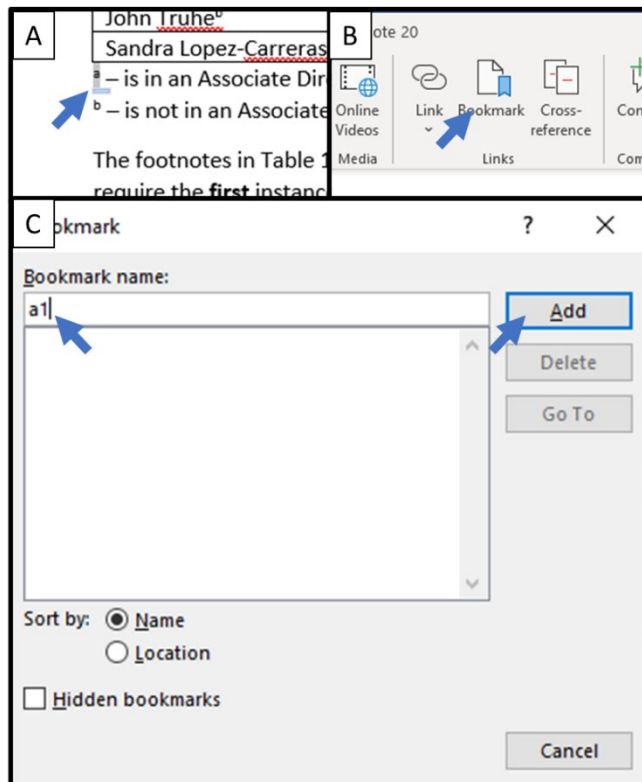 A
John Truhe^b
Sandra Lopez-Carreras
a – is in an Associate Dir
b – is not in an Associate
The footnotes in Table 1
require the first instanc
B
ote 20
Online Videos
Link
Bookmark
Cross-reference
Con
Media
Links
Com
C
okmark
?
Bookmark name:
a1
Add
Delete
Go To
Sort by:
Name
Location
Hidden bookmarks
Cancel